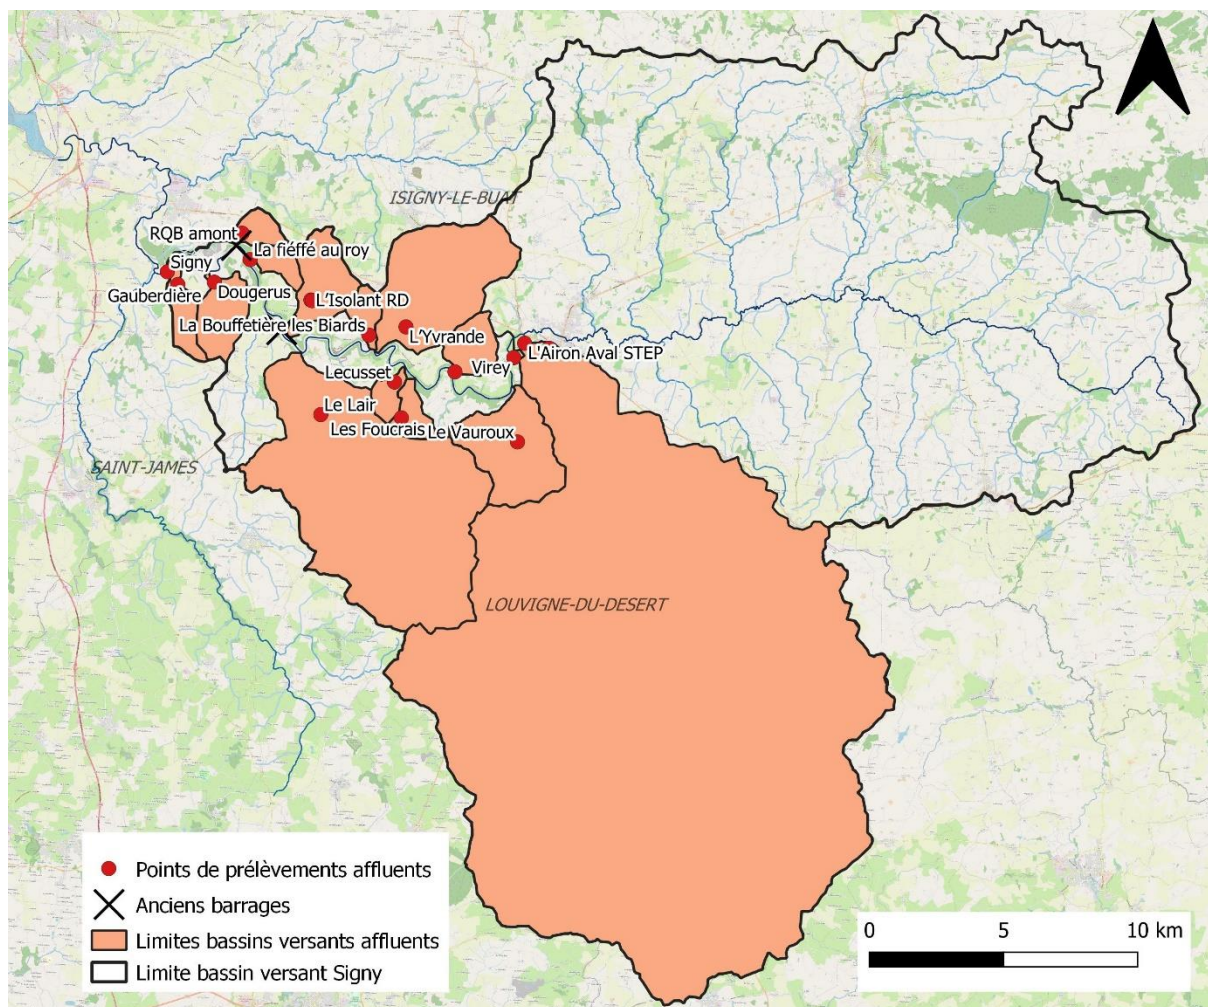 ISIGNY-LE-BUAT
RQB amont
La fiéffé au roy
Signy
Gauberdière
Dougerus
L'Isolant RD
La Bouffetière les Biards
L'Yvrande
L'Airon Aval STEP
Virey
Lecusset
Le Lair
Les Foucrais
Le Vauroux
SAINT-JAMES
LOUVIGNE-DU-DESERT
Points de prélèvements affluents
Anciens barrages
Limites bassins versants affluents
Limite bassin versant Signy
0 5 10 km